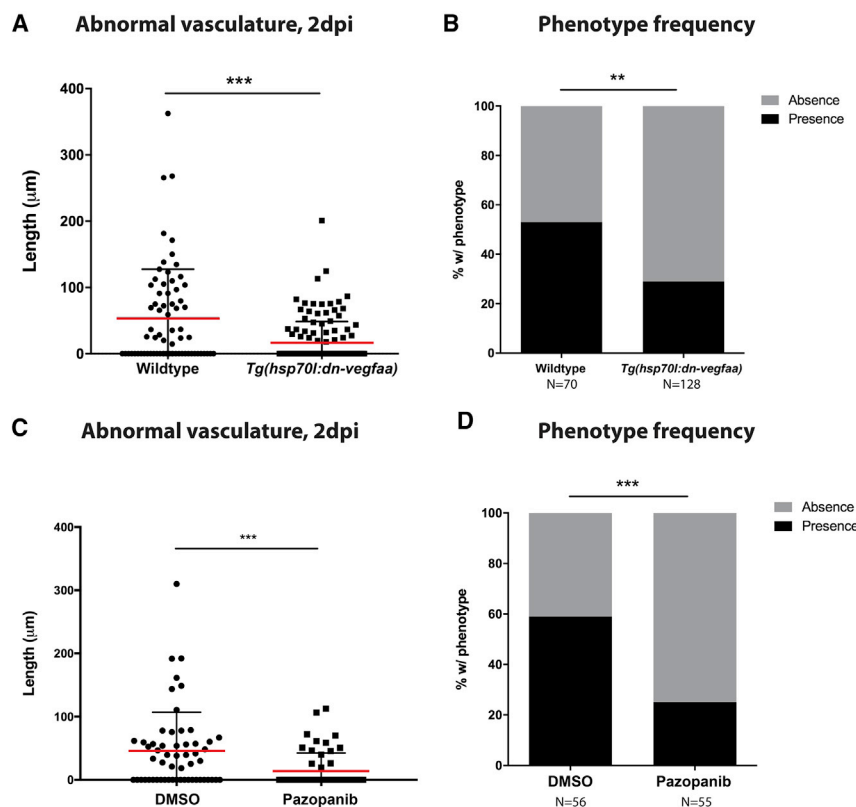 A
Abnormal vasculature, 2dpi
***
400
300
200
100
0
Length (μm)
Wildtype
Tg(hsp70l:dn-vegfaa)
B
Phenotype frequency
**
Absence
Presence
100
80
60
40
20
0
% w/ phenotype
Wildtype
N=70
Tg(hsp70l:dn-vegfaa)
N=128
C
Abnormal vasculature, 2dpi
***
400
300
200
100
0
Length (μm)
DMSO
Pazopanib
D
Phenotype frequency
***
Absence
Presence
100
80
60
40
20
0
% w/ phenotype
DMSO
N=56
Pazopanib
N=55